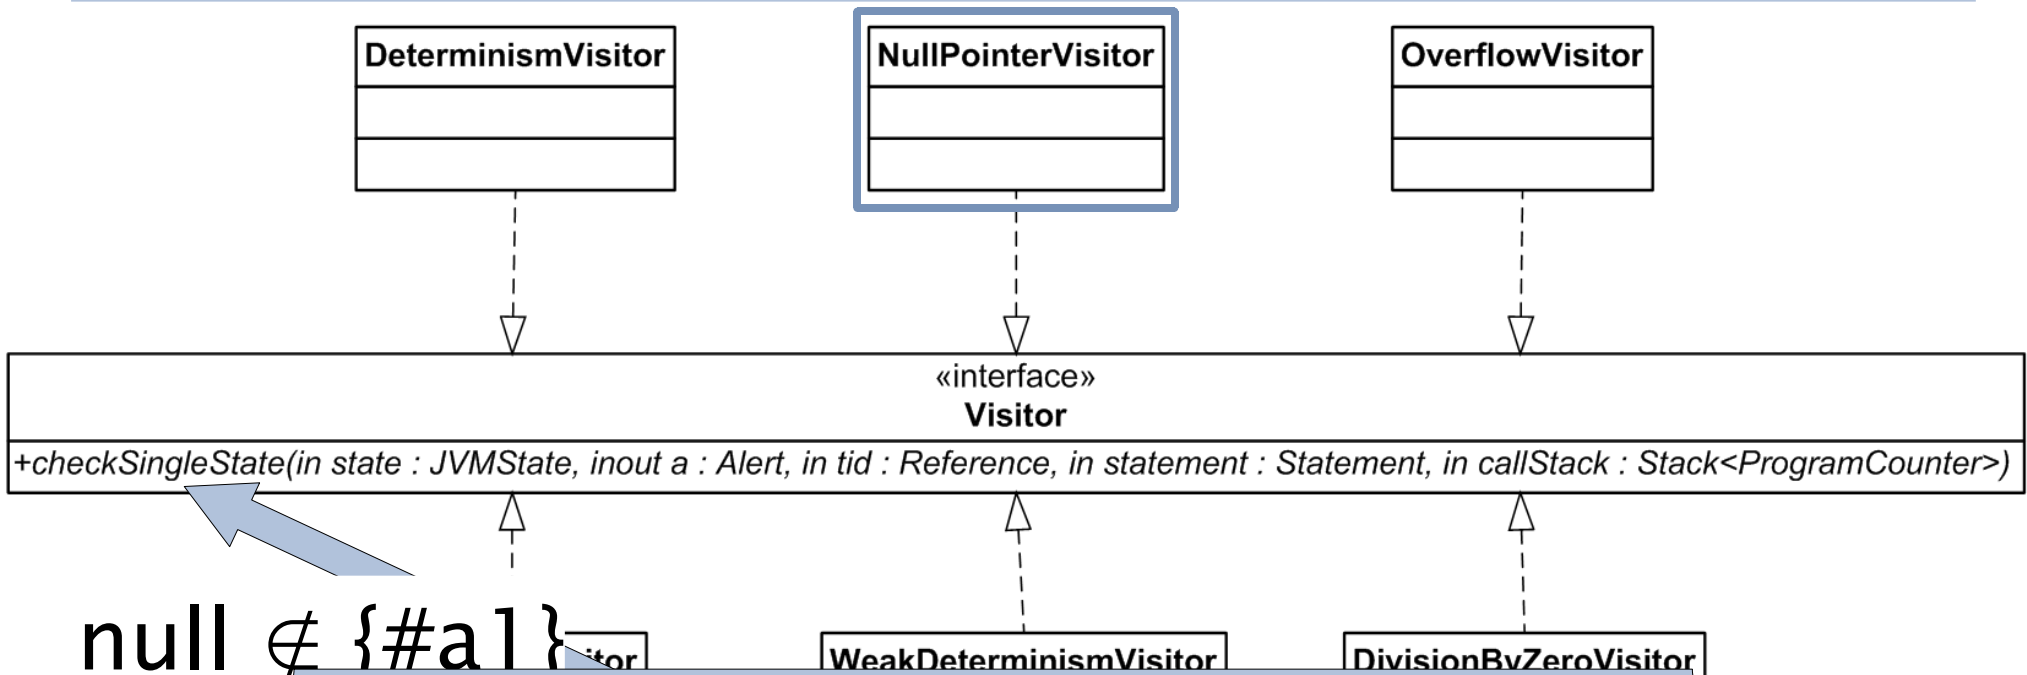 DeterminismVisitor NullPointerVisitor OverflowVisitor
«interface»
Visitor
+checkSingleState(in state : JVMState, inout a : Alert, in tid : Reference, in statement : Statement, in callStack : Stack<ProgramCounter>)
null ∉ {#a1}
itor WeakDeterminismVisitor DivisionByZeroVisitor